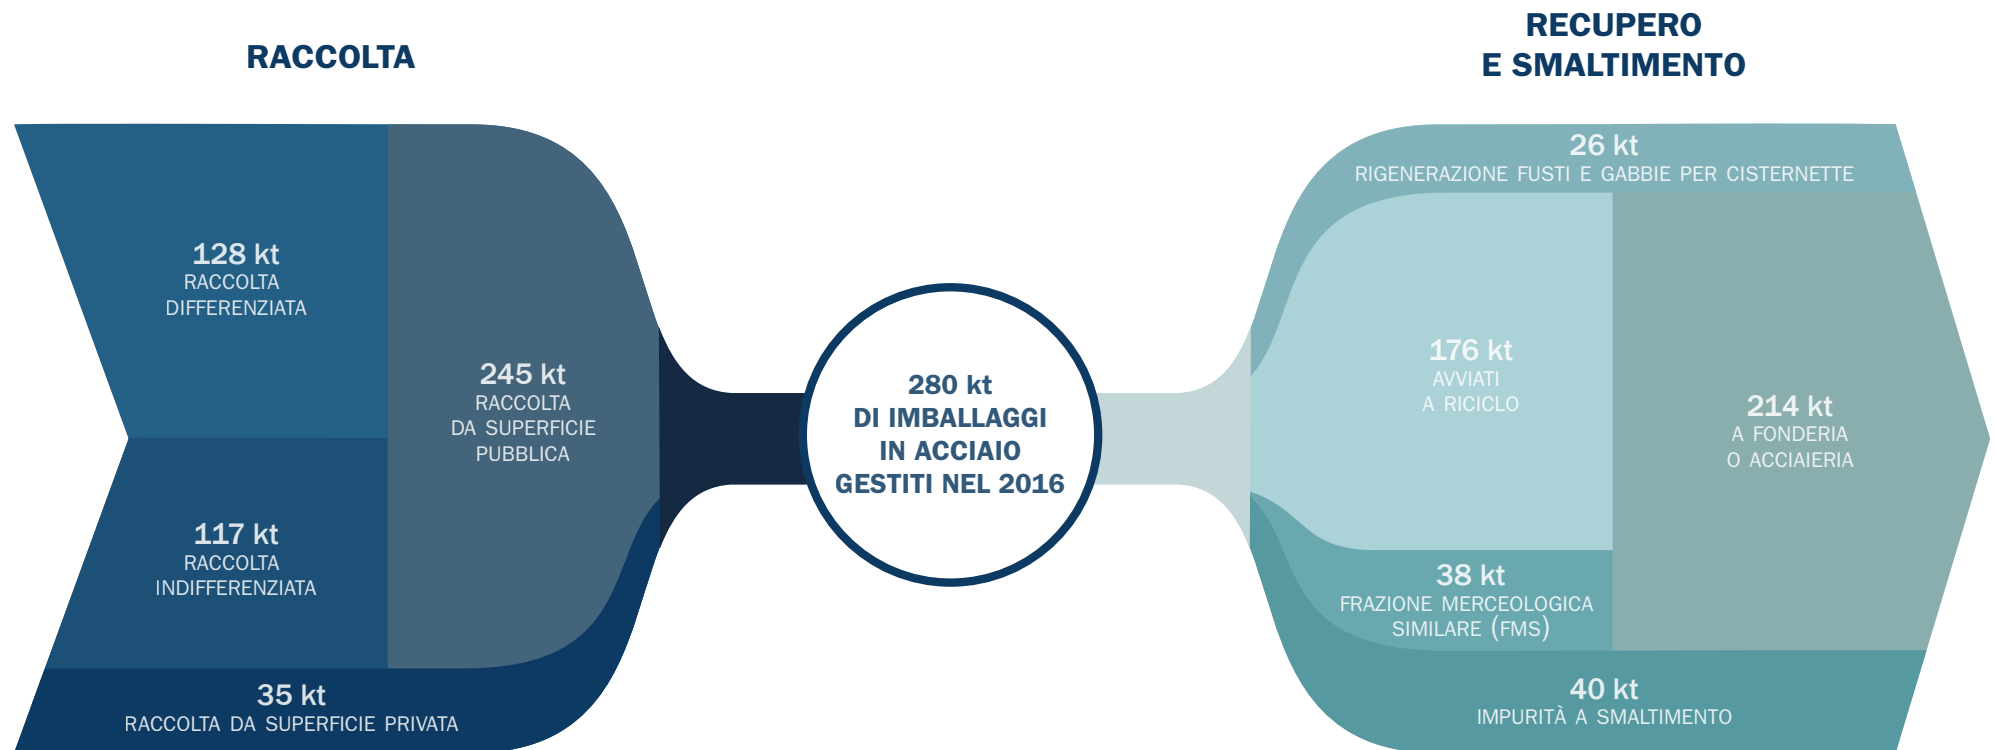 RACCOLTA
128 kt
RACCOLTA
DIFFERENZIATA
117 kt
RACCOLTA
INDIFFERENZIATA
245 kt
RACCOLTA
DA SUPERFICIE
PUBBLICA
35 kt
RACCOLTA DA SUPERFICIE PRIVATA
280 kt
DI IMBALLAGGI
IN ACCIAIO
GESTITI NEL 2016
RECUPERO
E SMALTIMENTO
26 kt
RIGENERAZIONE FUSTI E GABBIE PER CISTERNETTE
176 kt
AVVIATI
A RICICLO
38 kt
FRAZIONE MERCEOLOGICA
SIMILARE (FMS)
214 kt
A FONDERIA
O ACCIAIERIA
40 kt
IMPURITÀ A SMALTIMENTO